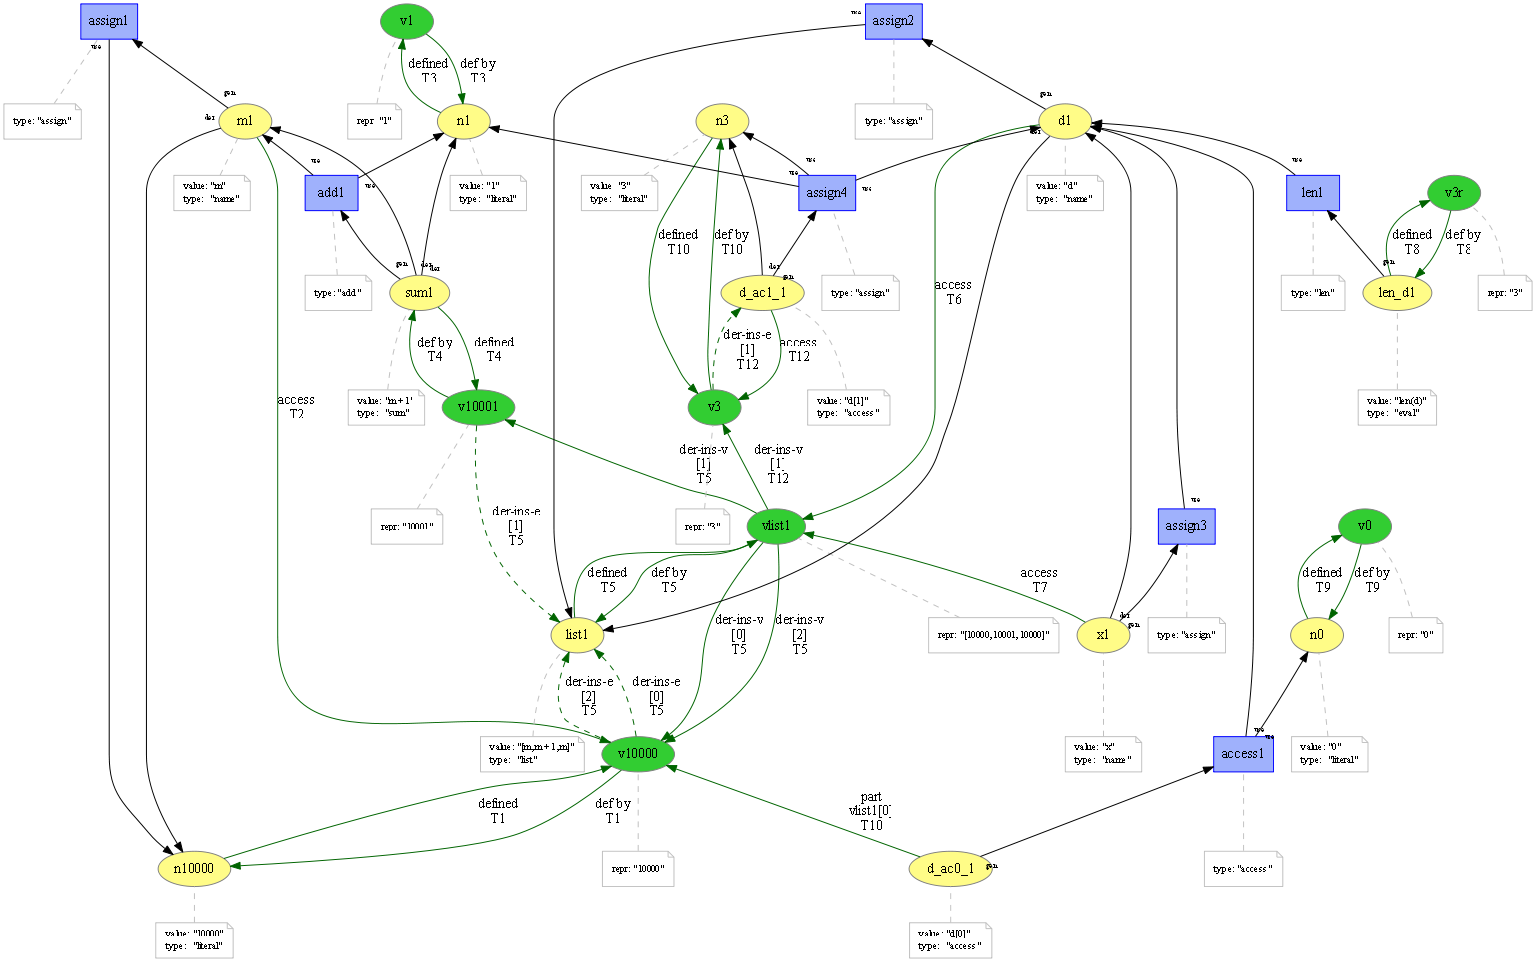 assign1
v1
assign2
use
use
defined
T3
def by
T3
gen
gen
type: "assign"
repr: "1"
type: "assign"
der
m1
n1
n3
d1
der
use
use
use
use
use
use
value: "m"
type: "name"
add1
value: "1"
type: "literal"
value: "3"
type: "literal"
assign4
value: "d"
type: "name"
len1
v3r
defined
T10
def by
T10
defined
T8
def by
T8
gen
der
der
der
gen
gen
type: "add"
sum1
d_ac1_1
type: "assign"
access
T6
type: "len"
len_d1
repr: "3"
def by
T4
defined
T4
der-ins-e
[1]
T12
access
T12
access
T2
value: "m+1"
type: "sum"
v10001
v3
value: "d[1]"
type: "access"
value: "len(d)"
type: "eval"
der-ins-v
[1]
T5
der-ins-v
[1]
T12
use
repr: "10001"
der-ins-e
[1]
T5
repr: "3"
vlist1
assign3
v0
defined
T5
def by
T5
access
T7
defined
T9
def by
T9
list1
der-ins-v
[0]
T5
der-ins-v
[2]
T5
repr: "[10000,10001,10000]"
der
gen
x1
type: "assign"
n0
repr: "0"
der-ins-e
[2]
T5
der-ins-e
[0]
T5
use
use
value: "[m,m+1,m]"
type: "list"
v10000
value: "x"
type: "name"
access1
value: "0"
type: "literal"
defined
T1
def by
T1
part
vlist1[0]
T10
n10000
repr: "10000"
d_ac0_1
gen
type: "access"
value: "10000"
type: "literal"
value: "d[0]"
type: "access"